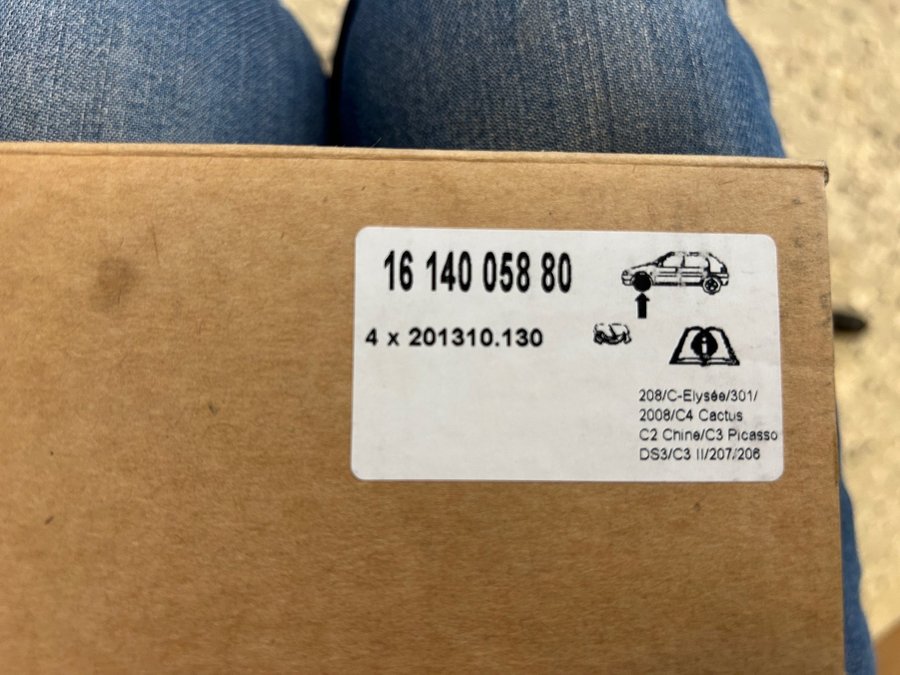 16 140 058 80
4 x 201310.130
208/C-Elysée/301/
2008/C4 Cactus
C2 Chine/C3 Picasso
DS3/C3 II/207/206